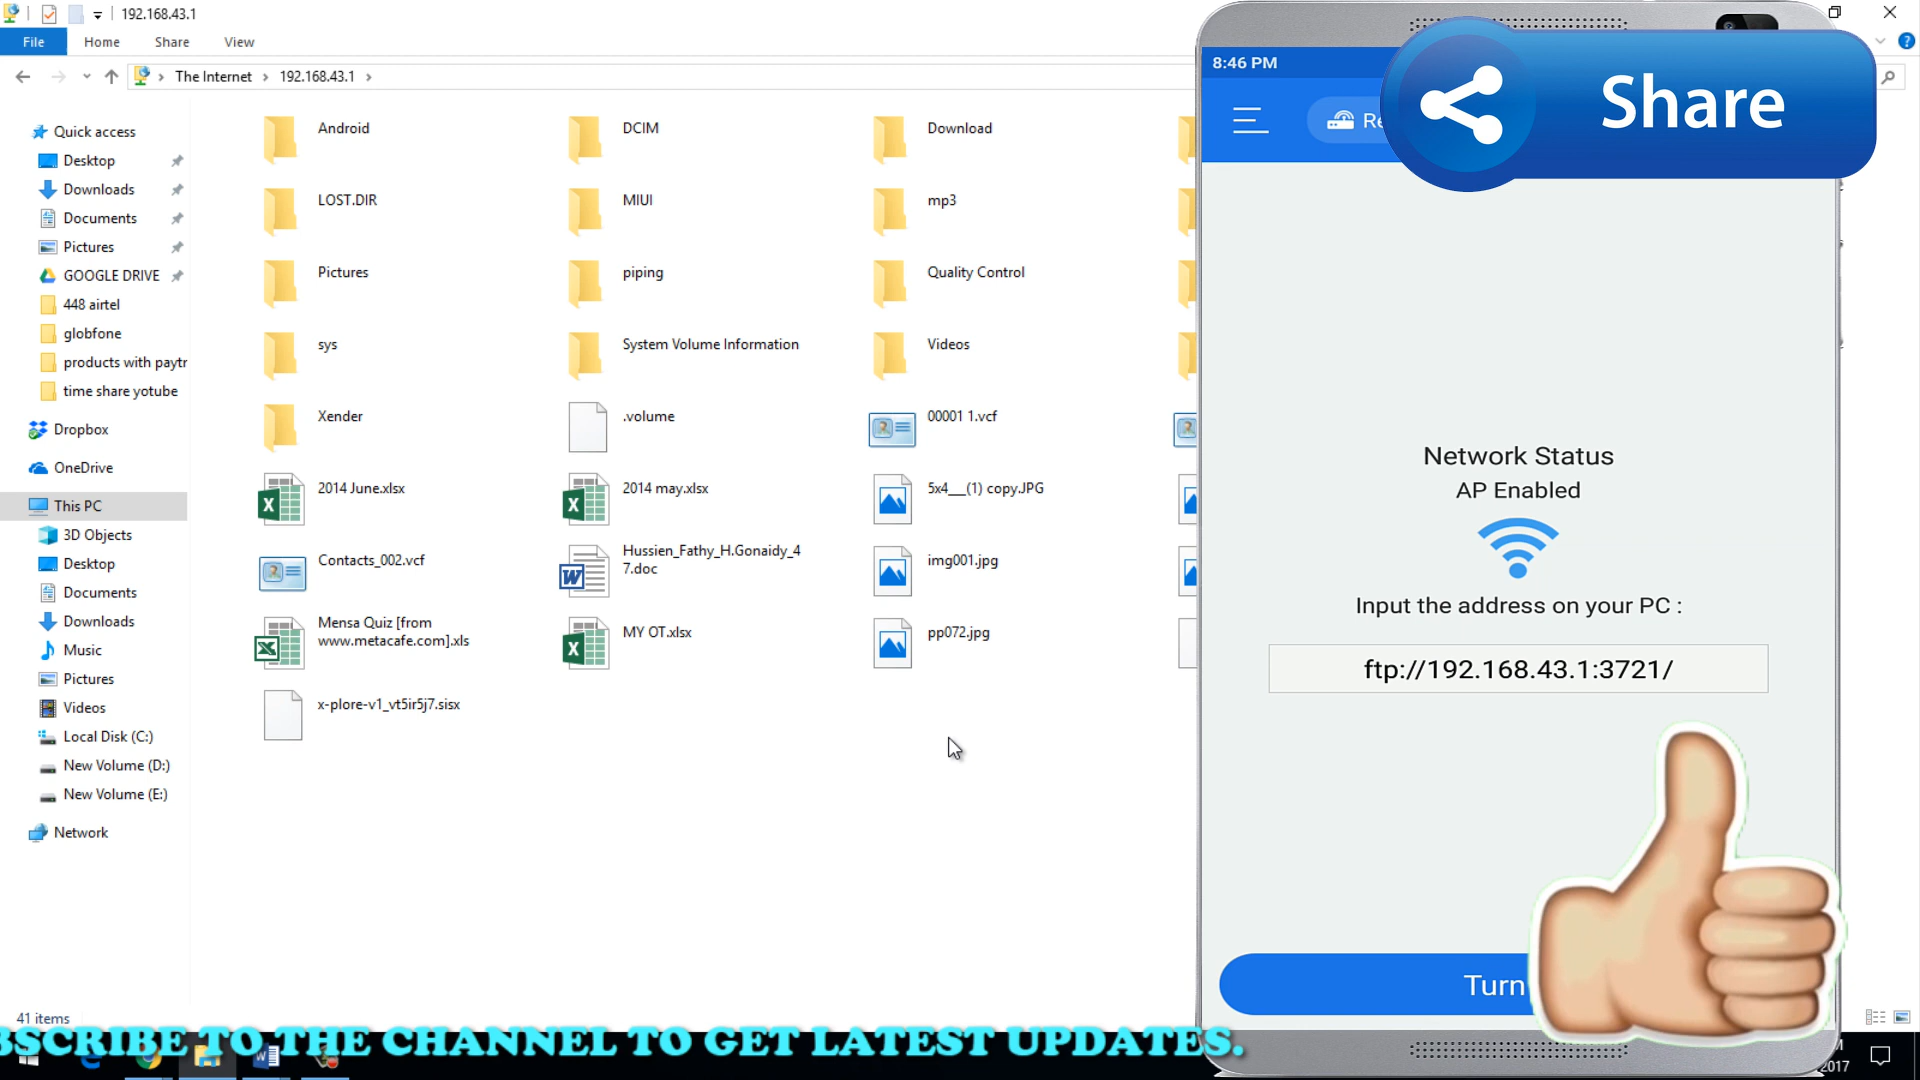 192.168.43.1
File Home Share View
The Internet 192.168.43.1
Quick access
Desktop
Downloads
Documents
Pictures
GOOGLE DRIVE
448 airtel
globfone
products with paytr
time share yotube
Dropbox
OneDrive
This PC
3D Objects
Desktop
Documents
Downloads
Music
Pictures
Videos
Local Disk (C:)
New Volume (D:)
New Volume (E:)
Network
Android DCIM Download
LOST.DIR MIUI mp3
Pictures piping Quality Control
sys System Volume Information Videos
Xender .volume 00001 1.vcf
2014 June.xlsx 2014 may.xlsx 5x4__(1) copy.JPG
Contacts_002.vcf Hussien_Fathy_H.Gonaidy_4
7.doc
img001.jpg
Mensa Quiz [from
www.metacafe.com].xls
MY OT.xlsx pp072.jpg
x-plore-v1_vt5ir5j7.sisx
41 items
8:46 PM
Re
Share
Network Status
AP Enabled
Input the address on your PC :
ftp://192.168.43.1:3721/
Turn
BSCRIBE TO THE CHANNEL TO GET LATEST UPDATES.
2017